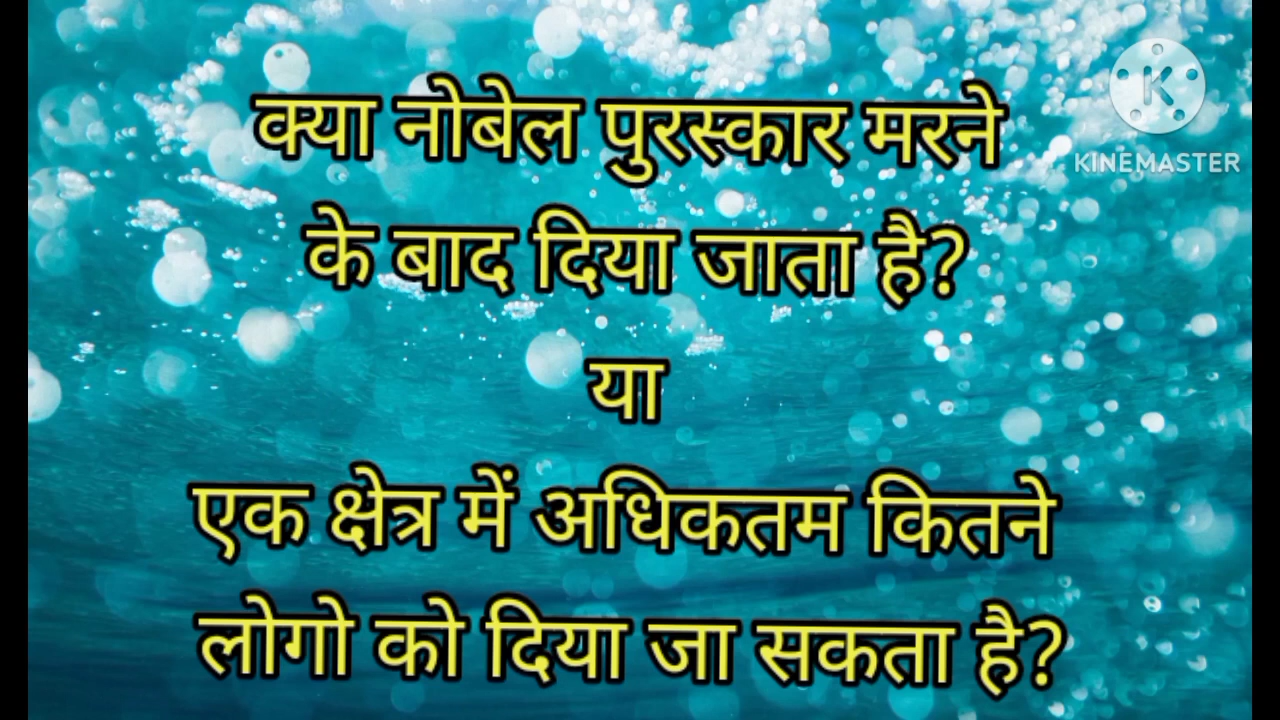 क्या नोबेल पुरस्कार मरने
के बाद दिया जाता है?
या
एक क्षेत्र में अधिकतम कितने
लोगो को दिया जा सकता है?
K
KINEMASTER